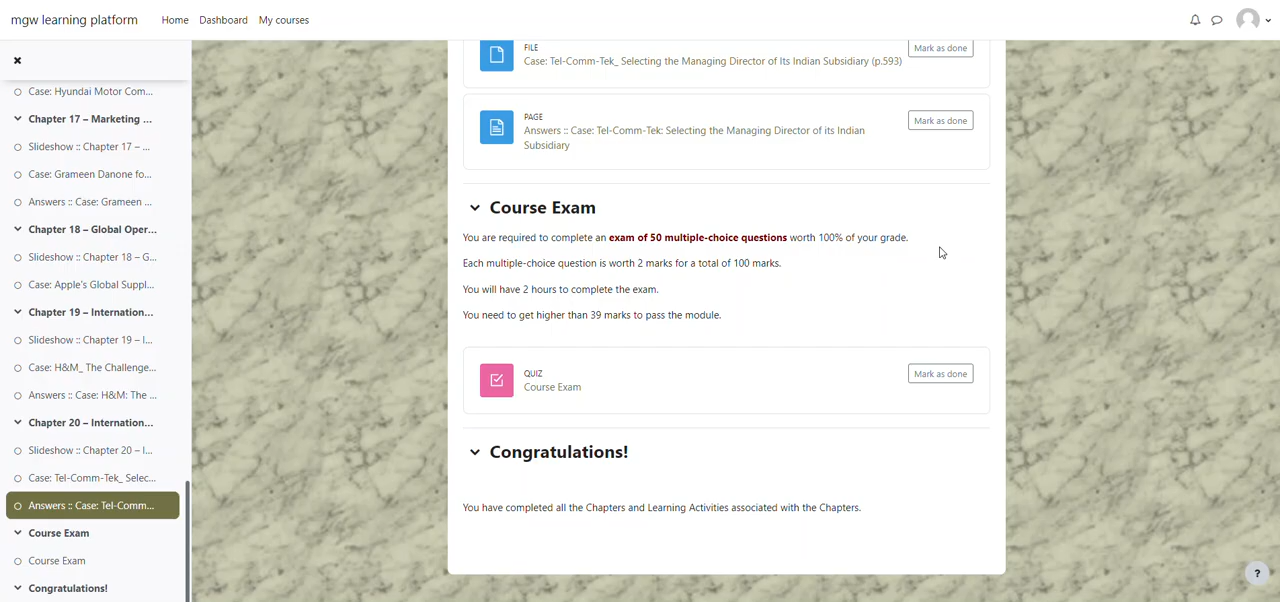 mgw learning platform
Home
Dashboard
My courses
Case: Hyundai Motor Com...
Chapter 17 – Marketing ...
Slideshow :: Chapter 17 – ...
Case: Grameen Danone fo...
Answers :: Case: Grameen ...
Chapter 18 – Global Oper...
Slideshow :: Chapter 18 – G...
Case: Apple's Global Suppl...
Chapter 19 – Internation...
Slideshow :: Chapter 19 – I...
Case: H&M_ The Challenge...
Answers :: Case: H&M: The ...
Chapter 20 – Internation...
Slideshow :: Chapter 20 – I...
Case: Tel-Comm-Tek_ Selec...
Answers :: Case: Tel-Comm...
Course Exam
Course Exam
Congratulations!
FILE
Case: Tel-Comm-Tek_ Selecting the Managing Director of Its Indian Subsidiary (p.593)
Mark as done
PAGE
Answers :: Case: Tel-Comm-Tek: Selecting the Managing Director of its Indian
Subsidiary
Mark as done
Course Exam
You are required to complete an exam of 50 multiple-choice questions worth 100% of your grade.
Each multiple-choice question is worth 2 marks for a total of 100 marks.
You will have 2 hours to complete the exam.
You need to get higher than 39 marks to pass the module.
QUIZ
Course Exam
Mark as done
Congratulations!
You have completed all the Chapters and Learning Activities associated with the Chapters.
?